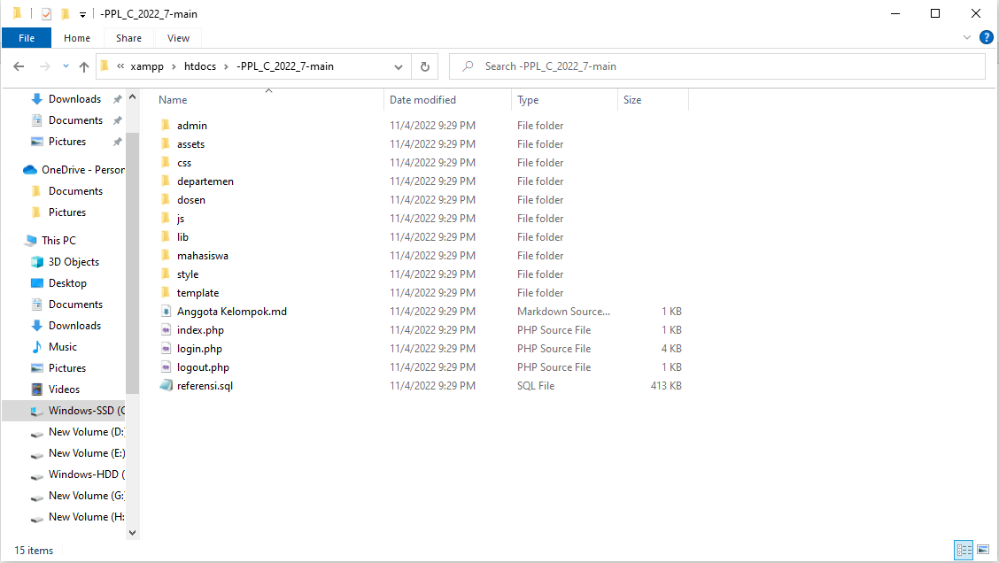 -PPL_C_2022_7-main
File Home Share View
xampp htdocs -PPL_C_2022_7-main Search -PPL_C_2022_7-main
Downloads
Documents
Pictures
OneDrive - Person
Documents
Pictures
This PC
3D Objects
Desktop
Documents
Downloads
Music
Pictures
Videos
Windows-SSD (C
New Volume (D:
New Volume (E:)
Windows-HDD (
New Volume (G:
New Volume (H:
Name Date modified Type Size
admin 11/4/2022 9:29 PM File folder
assets 11/4/2022 9:29 PM File folder
css 11/4/2022 9:29 PM File folder
departemen 11/4/2022 9:29 PM File folder
dosen 11/4/2022 9:29 PM File folder
js 11/4/2022 9:29 PM File folder
lib 11/4/2022 9:29 PM File folder
mahasiswa 11/4/2022 9:29 PM File folder
style 11/4/2022 9:29 PM File folder
template 11/4/2022 9:29 PM File folder
Anggota Kelompok.md 11/4/2022 9:29 PM Markdown Source... 1 KB
index.php 11/4/2022 9:29 PM PHP Source File 1 KB
login.php 11/4/2022 9:29 PM PHP Source File 4 KB
logout.php 11/4/2022 9:29 PM PHP Source File 1 KB
referensi.sql 11/4/2022 9:29 PM SQL File 413 KB
15 items